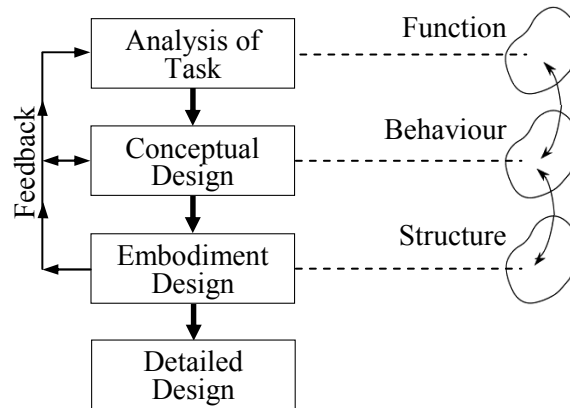 Function
Analysis of
Task
Feedback
Behaviour
Conceptual
Design
Structure
Embodiment
Design
Detailed
Design